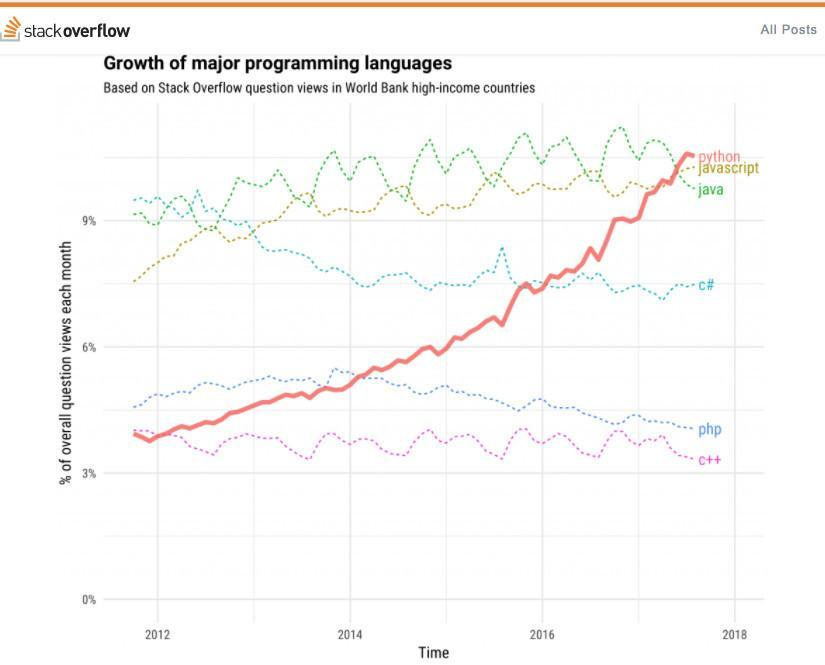 stackoverflow
All Posts
Growth of major programming languages
Based on Stack Overflow question views in World Bank high-income countries
% of overall question views each month
9%
6%
3%
0%
python
javascript
java
c#
php
c++
2012 2014 2016 2018
Time